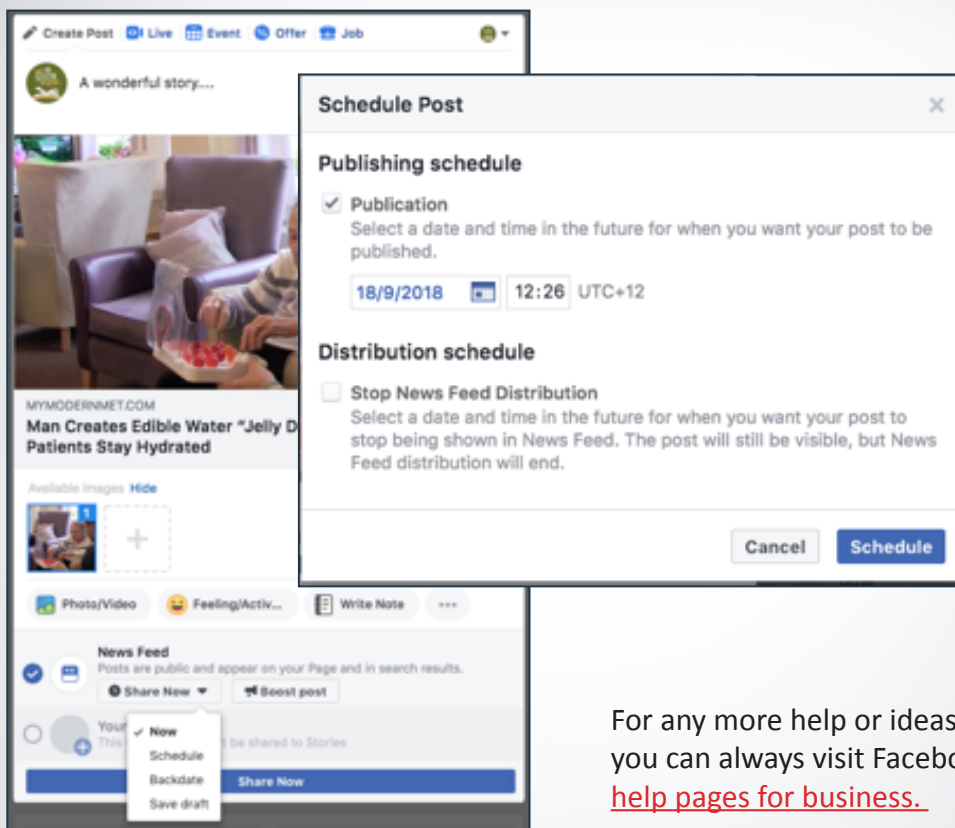 Create Post Live Event Offer Job
A wonderful story....
Schedule Post
Publishing schedule
Publication
Select a date and time in the future for when you want your post to be
published.
18/9/2018 12:26 UTC+12
Distribution schedule
Stop News Feed Distribution
Select a date and time in the future for when you want your post to
stop being shown in News Feed. The post will still be visible, but News
Feed distribution will end.
Cancel Schedule
MYMODERNMET.COM
Man Creates Edible Water "Jelly D
Patients Stay Hydrated
Available images Hide
1
Photo/Video Feeling/Activ... Write Note
News Feed
Posts are public and appear on your Page and in search results.
Share Now Boost post
Your
This be shared to Stories
Now
Schedule
Backdate
Save draft
Share Now
For any more help or ideas
you can always visit Facebo
help pages for business.